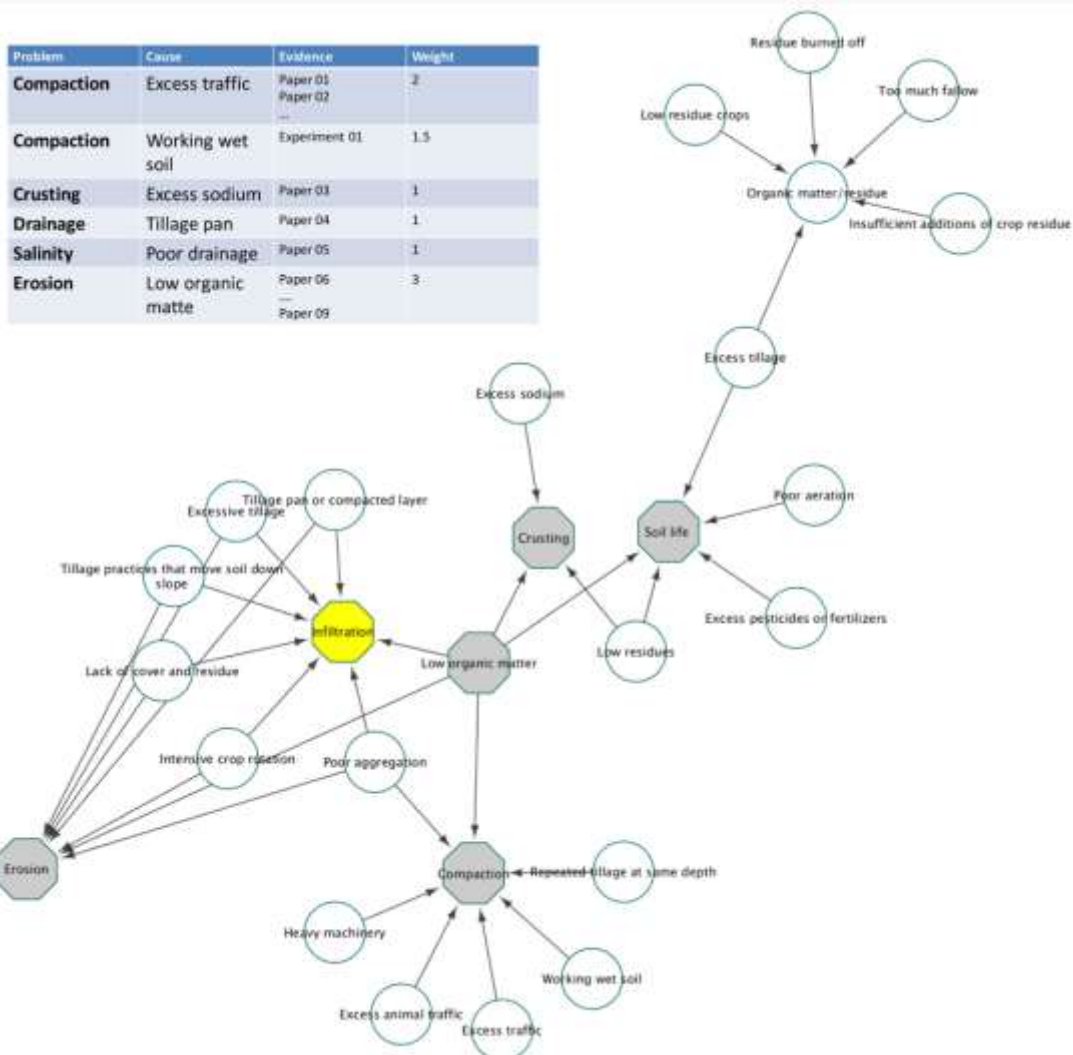 Problem Cause Evidence Weight
Compaction Excess traffic Paper 01 2
Paper 02
...
Compaction Working wet Experiment 01 1.5
soil
Crusting Excess sodium Paper 03 1
Drainage Tillage pan Paper 04 1
Salinity Poor drainage Paper 05 1
Erosion Low organic Paper 06 3
matte ....
Paper 09
Residue burned off
Too much fallow
Low residue crops
Organic matter/residue
Insufficient additions of crop residue
Excess tillage
Excess sodium
Poor aeration
Tillage pan or compacted layer
Excessive tillage
Crusting
Soil life
Tillage practices that move soil down
slope
Excess pesticides or fertilizers
Infiltration
Low organic matter
Low residues
Lack of cover and residue
Intensive crop rotation
Poor aggregation
Erosion
Compaction
Repeated tillage at same depth
Heavy machinery
Working wet soil
Excess animal traffic
Excess traffic